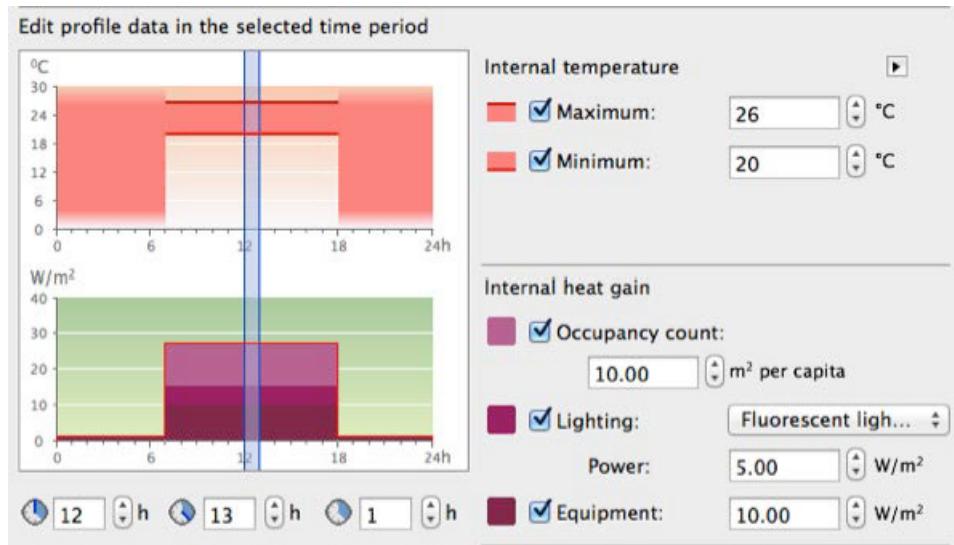 Edit profile data in the selected time period
⁰C
30
24
18
12
6
0
0 6 12 18 24h
W/m²
40
30
20
10
0
0 6 12 18 24h
12 h 13 h 1 h
Internal temperature
Maximum: 26 °C
Minimum: 20 °C
Internal heat gain
Occupancy count:
10.00 m² per capita
Lighting: Fluorescent ligh...
Power: 5.00 W/m²
Equipment: 10.00 W/m²